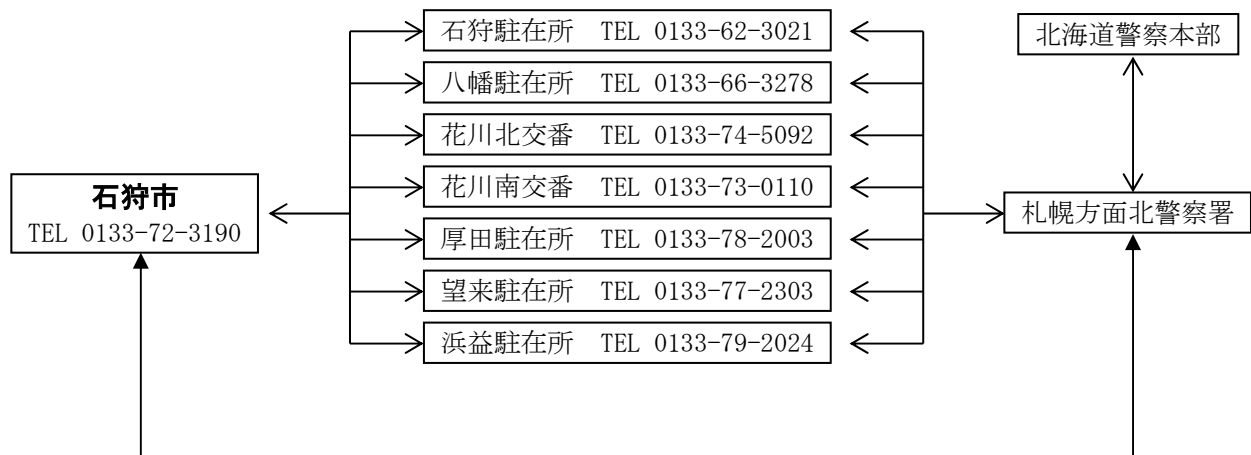 石狩駐在所 TEL 0133-62-3021
北海道警察本部
八幡駐在所 TEL 0133-66-3278
花川北交番 TEL 0133-74-5092
花川南交番 TEL 0133-73-0110
石狩市
TEL 0133-72-3190
札幌方面北警察署
厚田駐在所 TEL 0133-78-2003
望来駐在所 TEL 0133-77-2303
浜益駐在所 TEL 0133-79-2024